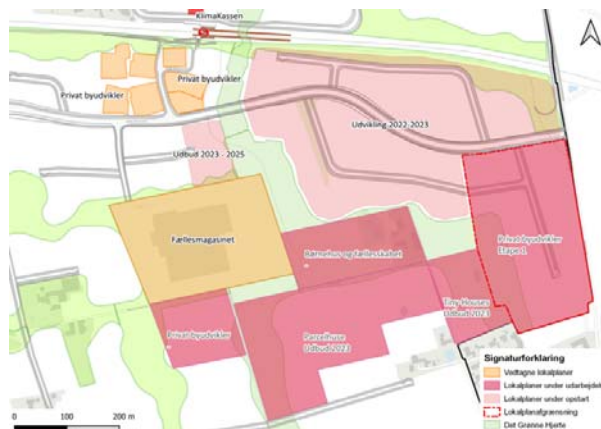 KlimaKassen
Privat byudvikler
Privat byudvikler
Udvikling 2022-2023
Udbud 2023 - 2025
Fællesmagasinet
Børnehus og fællesskabet
Privat byudvikler
Etape 1
Tiny Houses
Udbud 2023
Privat byudvikler
Parcelhuse
Udbud 2023
Signaturforklaring
Vedtagne lokalplaner
Lokalplaner under udarbejdelse
Lokalplaner under opstart
Lokalplanafgrænsning
Det Grønne Hjerte
0 100 200 m